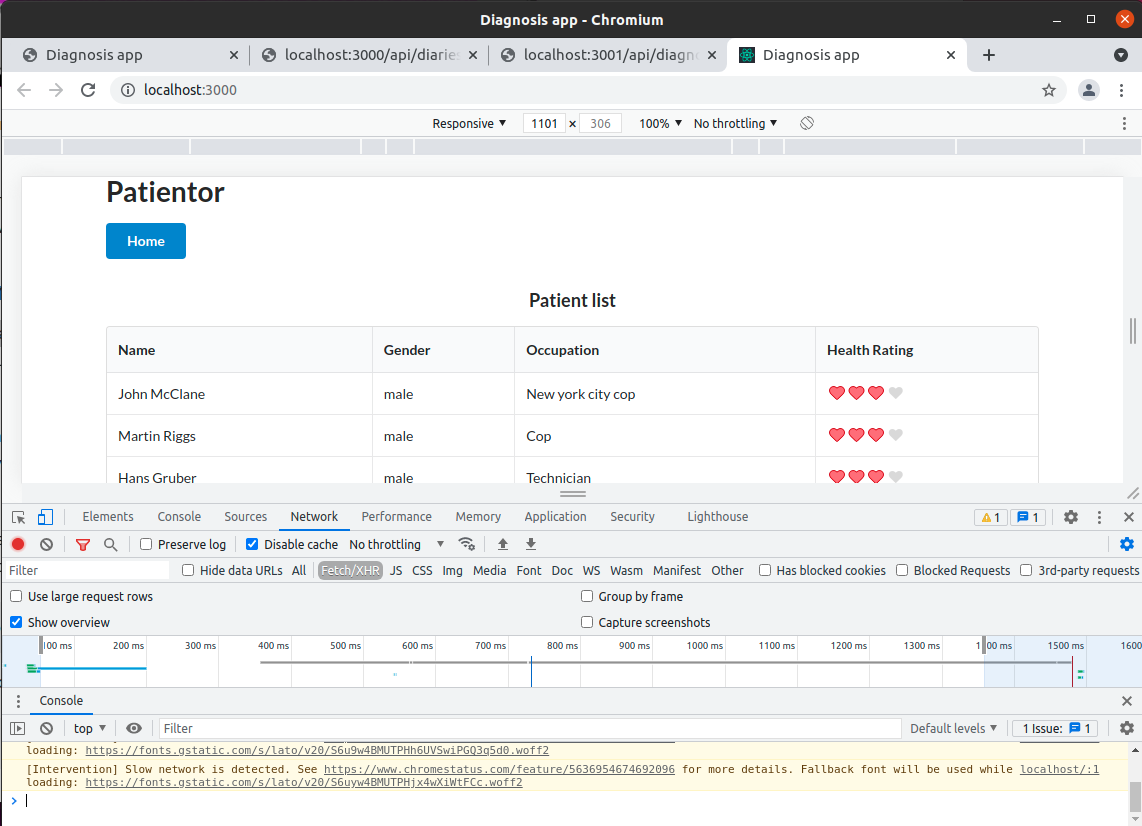 Diagnosis app - Chromium
Diagnosis app
localhost:3000/api/diaries
localhost:3001/api/diagn
Diagnosis app
localhost:3000
Responsive
1101 × 306
100%
No throttling
Patientor
Home
Patient list
Name Gender Occupation Health Rating
John McClane male New york city cop
Martin Riggs male Cop
Hans Gruber male Technician
Elements Console Sources Network Performance Memory Application Security Lighthouse 1 1
Preserve log Disable cache No throttling
Filter Hide data URLs All Fetch/XHR JS CSS Img Media Font Doc WS Wasm Manifest Other Has blocked cookies Blocked Requests 3rd-party requests
Use large request rows Group by frame
Show overview Capture screenshots
100 ms 200 ms 300 ms 400 ms 500 ms 600 ms 700 ms 800 ms 900 ms 1000 ms 1100 ms 1200 ms 1300 ms 1500 ms 1600
Console
top Filter Default levels 1 Issue: 1
loading: https://fonts.gstatic.com/s/lato/v20/S6u9w4BMUTPHh6UVSwiPGQ3q5d0.woff2
[Intervention] Slow network is detected. See https://www.chromestatus.com/feature/5636954674692096 for more details. Fallback font will be used while localhost/:1
loading: https://fonts.gstatic.com/s/lato/v20/S6uyw4BMUTPHjx4wXiWtFCc.woff2